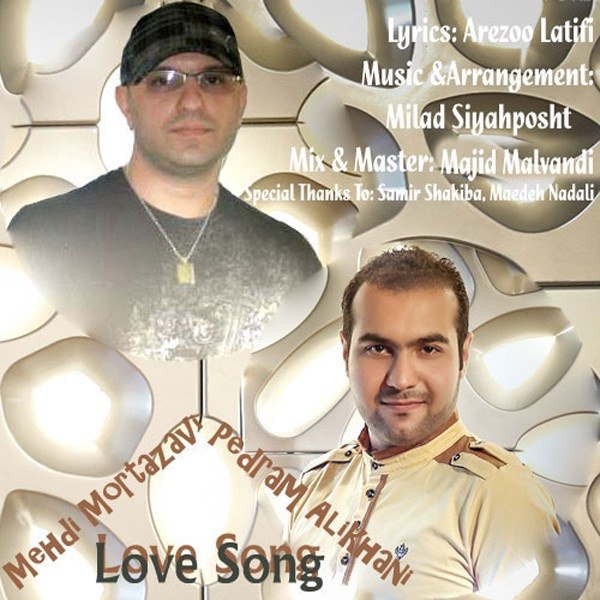 Lyrics: Arezoo Latifi
Music &Arrangement:
Milad Siyahposht
Mix & Master: Majid Malvandi
Special Thanks To: Samir Shakiba, Maedeh Nadali
Mehdi Mortazavi Pedram Alikhani
Love Song